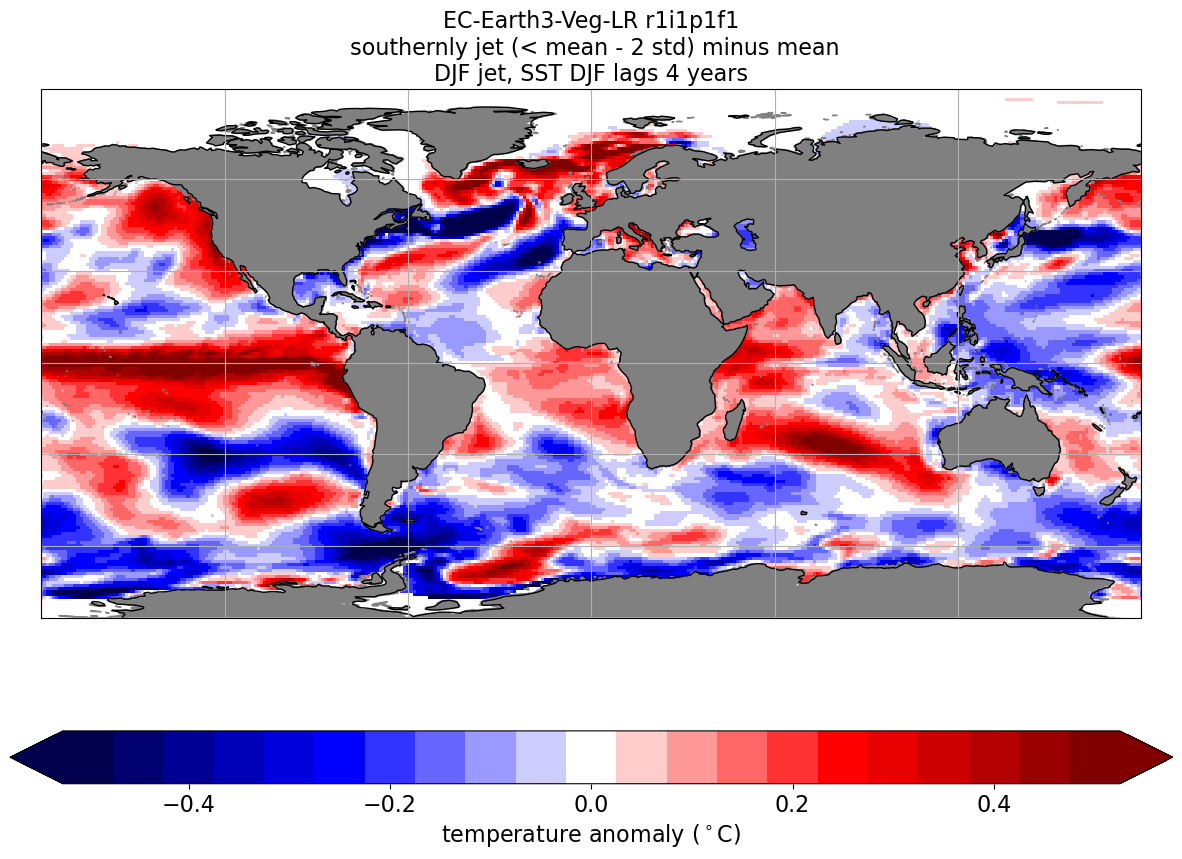 EC-Earth3-Veg-LR r1i1p1f1
southernly jet (< mean - 2 std) minus mean
DJF jet, SST DJF lags 4 years
−0.4 −0.2 0.0 0.2 0.4
temperature anomaly (°C)